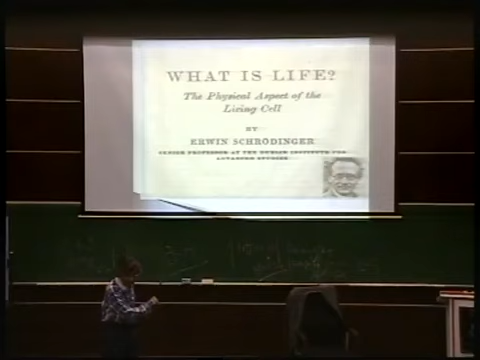 WHAT IS LIFE?
The Physical Aspect of the
Living Cell
BY
ERWIN SCHRODINGER
SENIOR PROFESSOR AT THE DUBLIN INSTITUTE FOR
ADVANCED STUDIES